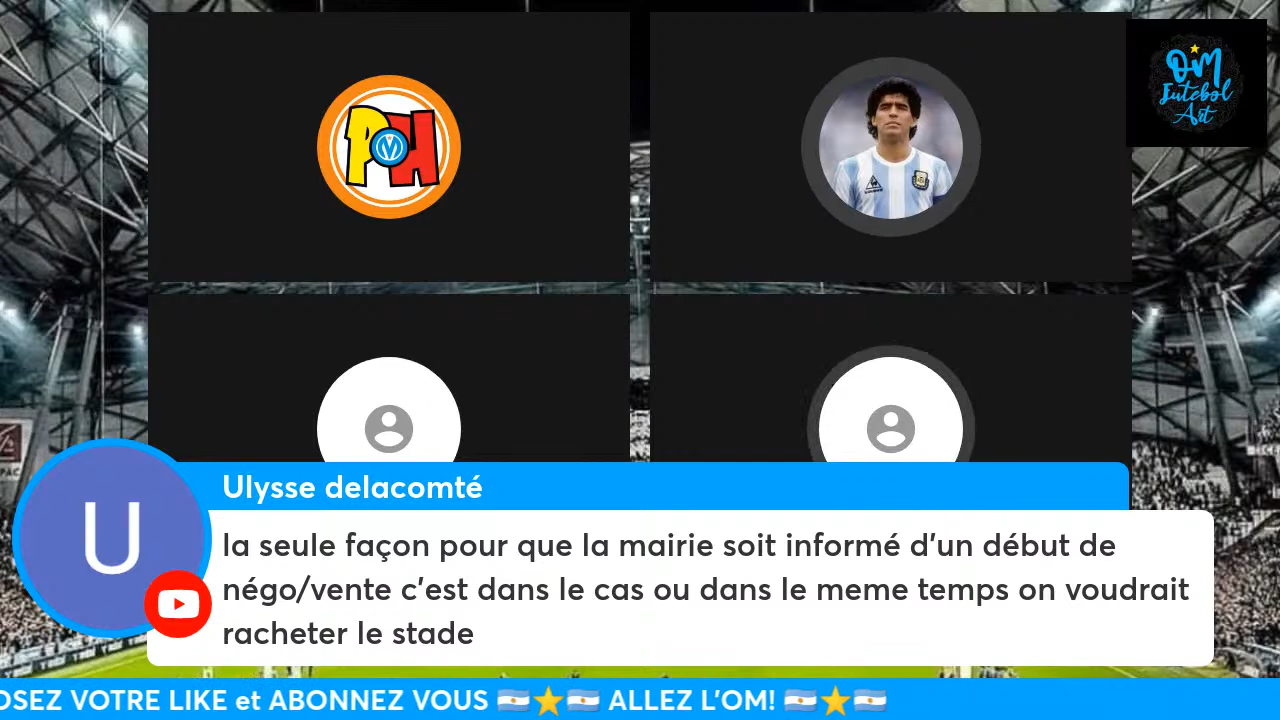 PH
OM
Futebol
Art
PAC
Ulysse delacomté
U
la seule façon pour que la mairie soit informé d'un début de
négo/vente c'est dans le cas ou dans le meme temps on voudrait
racheter le stade
OSEZ VOTRE LIKE et ABONNEZ VOUS 🇦🇷⭐🇦🇷 ALLEZ L'OM! 🇦🇷⭐🇦🇷